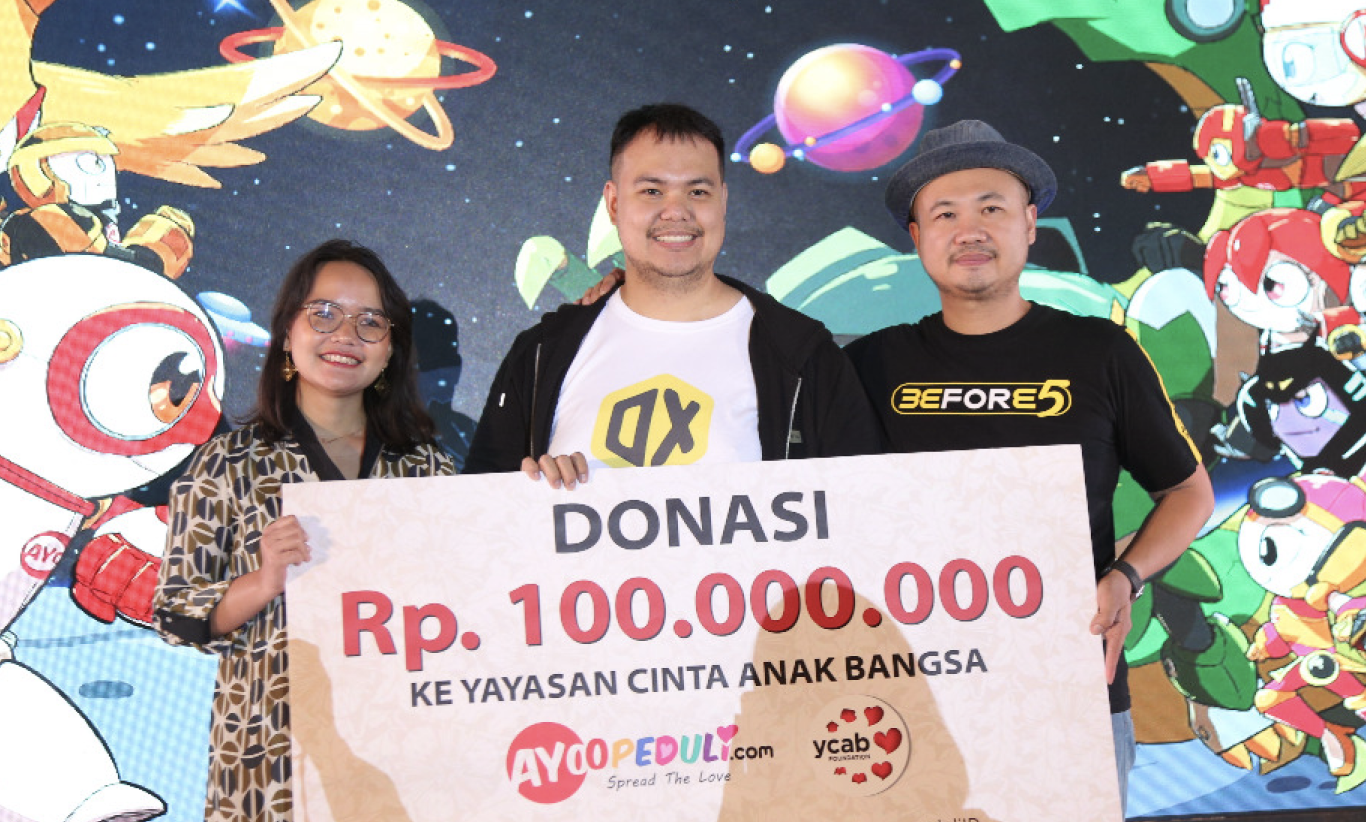 DX
BEFORE5
DONASI
Rp. 100.000.000
KE YAYASAN CINTA ANAK BANGSA
AYOOPEDULi.com
Spread The Love
ycab
FOUNDATION
AYO